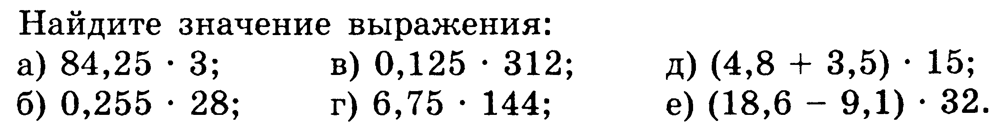 Найдите значение выражения:
а) 84,25 · 3; в) 0,125 · 312; д) (4,8 + 3,5) · 15;
б) 0,255 · 28; г) 6,75 · 144; е) (18,6 − 9,1) · 32.